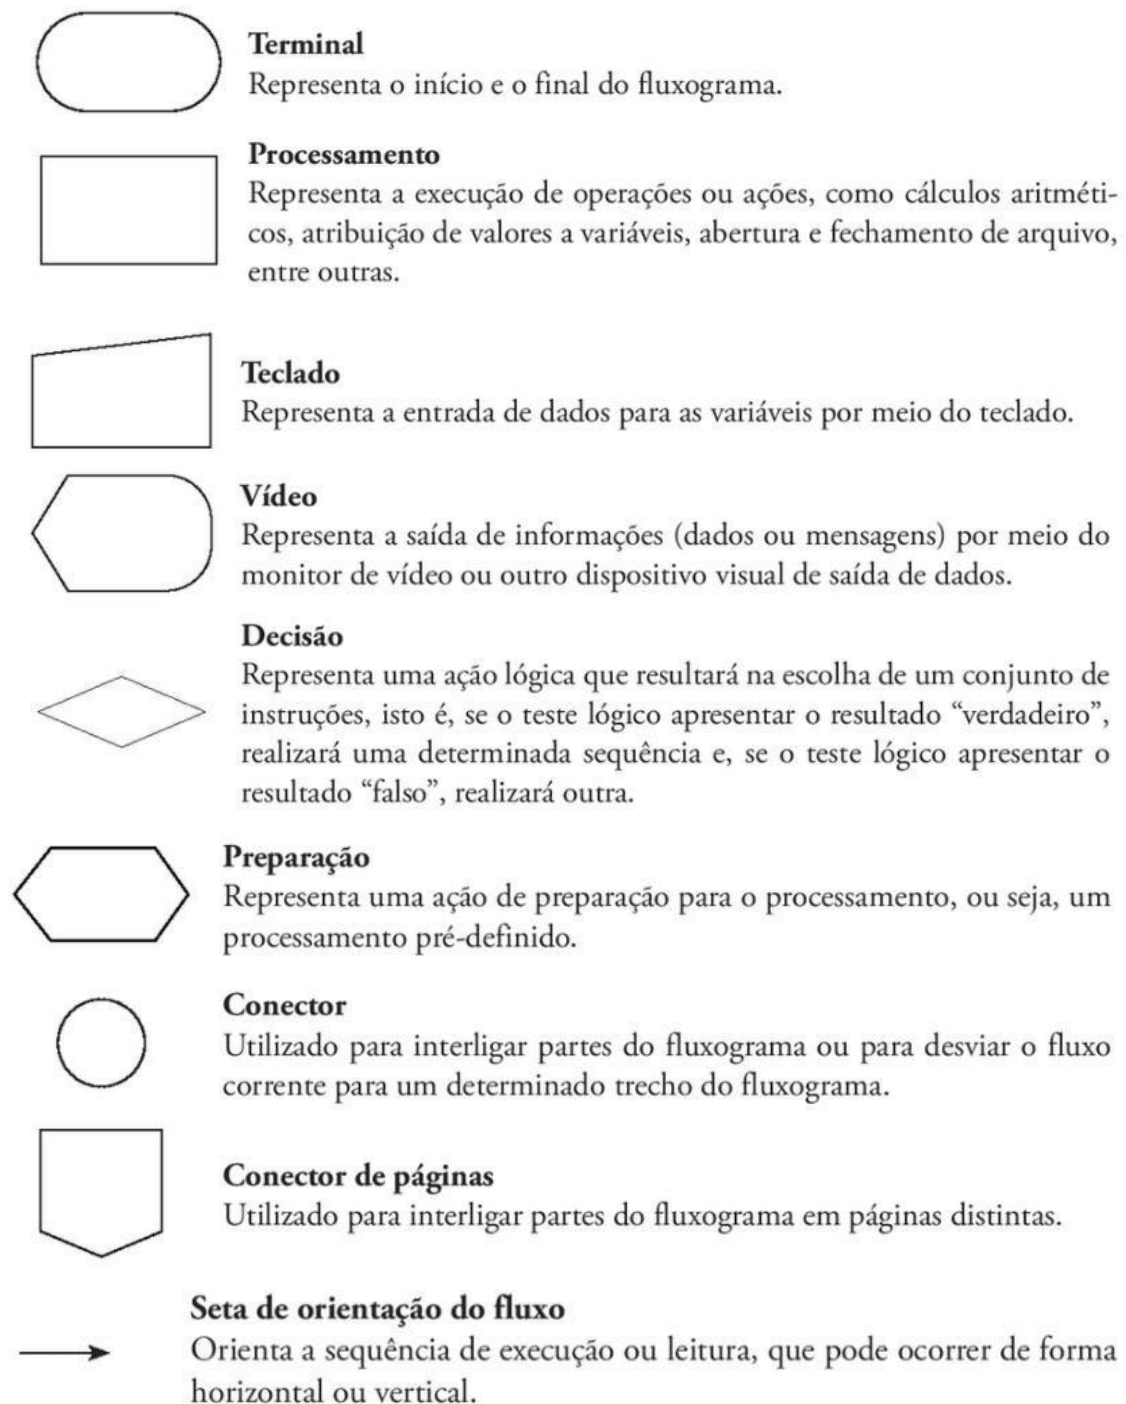 Terminal
Representa o início e o final do fluxograma.
Processamento
Representa a execução de operações ou ações, como cálculos aritméti-
cos, atribuição de valores a variáveis, abertura e fechamento de arquivo,
entre outras.
Teclado
Representa a entrada de dados para as variáveis por meio do teclado.
Vídeo
Representa a saída de informações (dados ou mensagens) por meio do
monitor de vídeo ou outro dispositivo visual de saída de dados.
Decisão
Representa uma ação lógica que resultará na escolha de um conjunto de
instruções, isto é, se o teste lógico apresentar o resultado “verdadeiro”,
realizará uma determinada sequência e, se o teste lógico apresentar o
resultado “falso”, realizará outra.
Preparação
Representa uma ação de preparação para o processamento, ou seja, um
processamento pré-definido.
Conector
Utilizado para interligar partes do fluxograma ou para desviar o fluxo
corrente para um determinado trecho do fluxograma.
Conector de páginas
Utilizado para interligar partes do fluxograma em páginas distintas.
Seta de orientação do fluxo
Orienta a sequência de execução ou leitura, que pode ocorrer de forma
horizontal ou vertical.